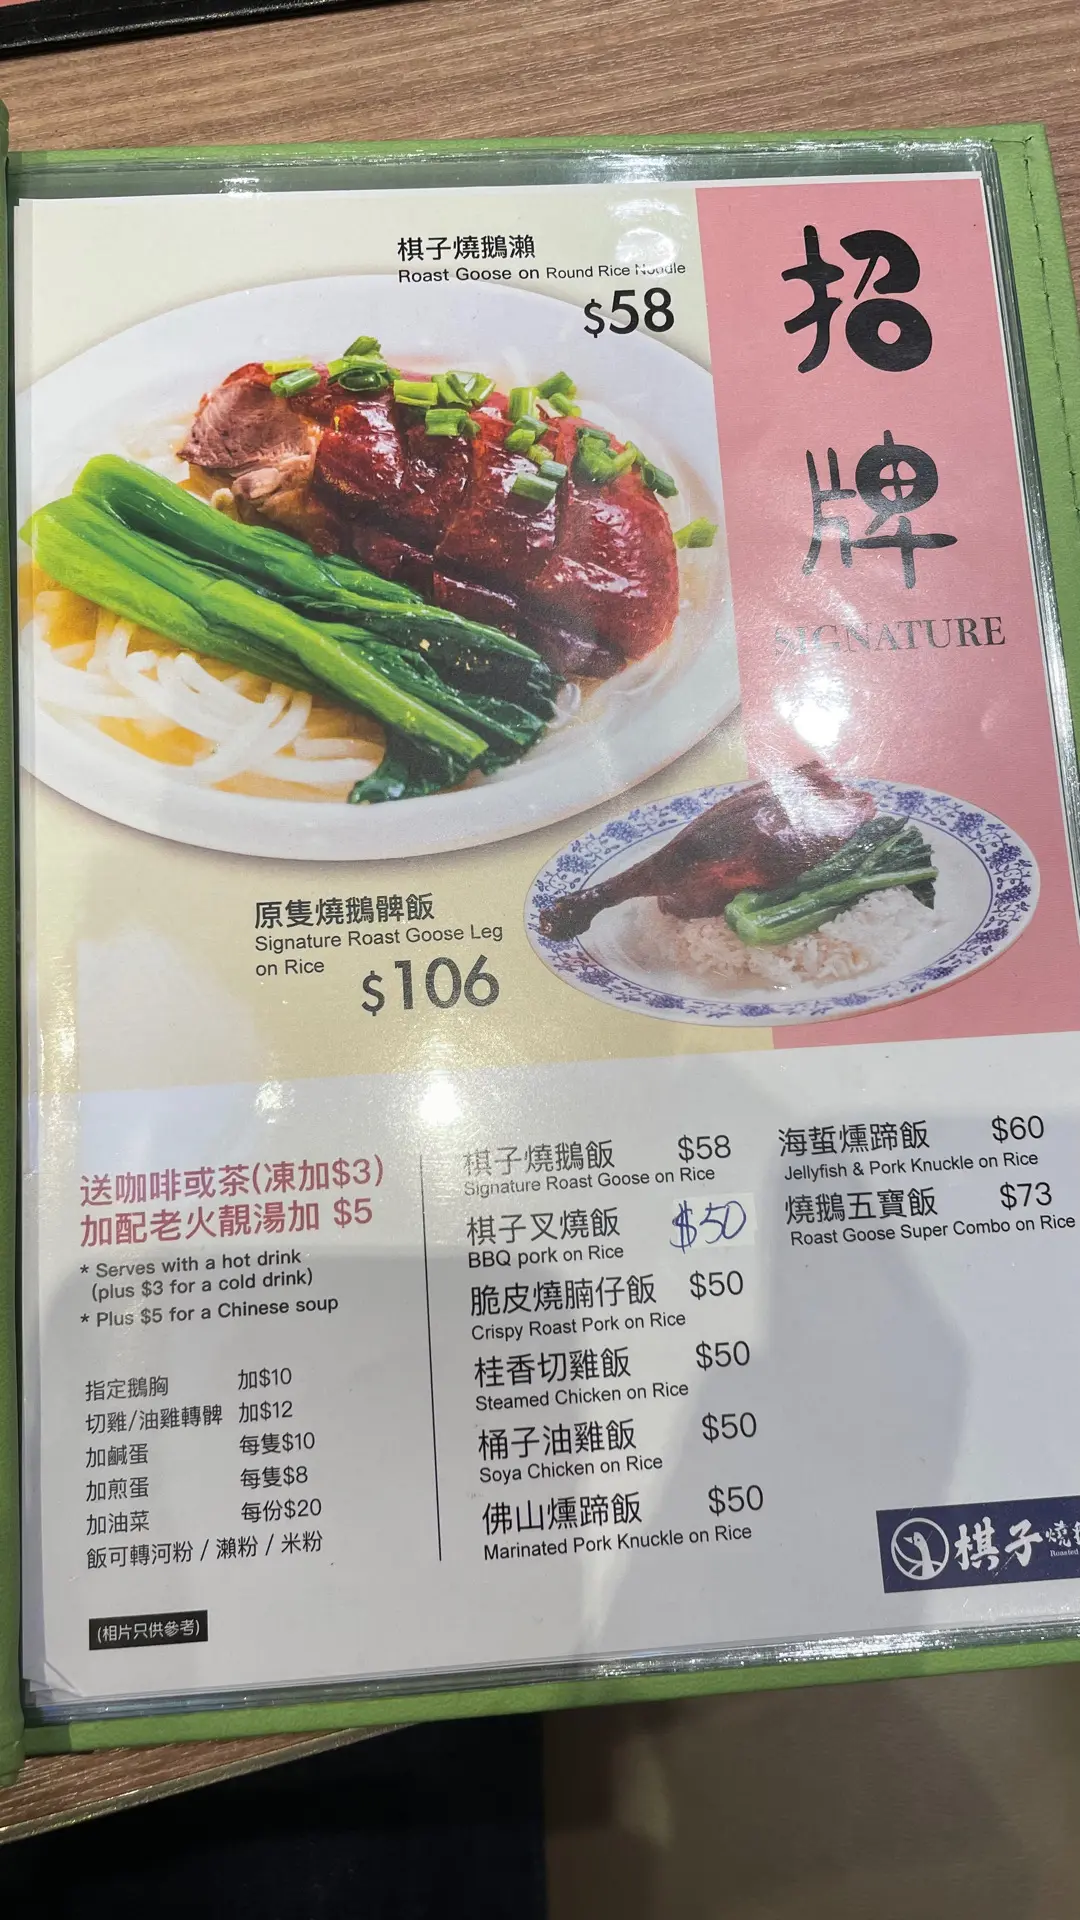 棋子燒鵝瀨
Roast Goose on Round Rice Noodle
$58
招
牌
SIGNATURE
原隻燒鵝髀飯
Signature Roast Goose Leg
on Rice
$106
送咖啡或茶(凍加$3)
加配老火靚湯加 $5
* Serves with a hot drink
(plus $3 for a cold drink)
* Plus $5 for a Chinese soup
指定鵝胸 加$10
切雞/油雞轉髀 加$12
加鹹蛋 每隻$10
加煎蛋 每隻$8
加油菜 每份$20
飯可轉河粉 / 瀨粉 / 米粉
(相片只供參考)
棋子燒鵝飯 $58
Signature Roast Goose on Rice
棋子叉燒飯 $50
BBQ pork on Rice
脆皮燒腩仔飯 $50
Crispy Roast Pork on Rice
桂香切雞飯 $50
Steamed Chicken on Rice
桶子油雞飯 $50
Soya Chicken on Rice
佛山燻蹄飯 $50
Marinated Pork Knuckle on Rice
海蜇燻蹄飯 $60
Jellyfish & Pork Knuckle on Rice
燒鵝五寶飯 $73
Roast Goose Super Combo on Rice
棋子燒
Roasted